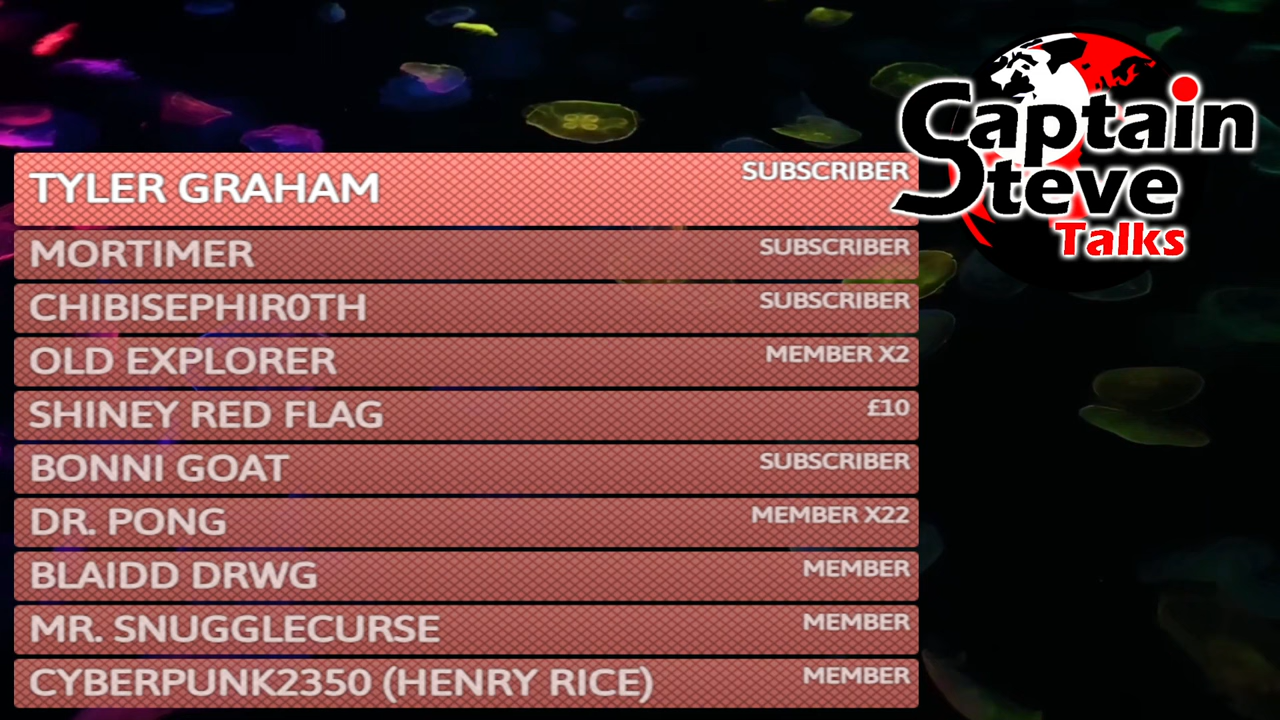 Captain
Steve
Talks
TYLER GRAHAM SUBSCRIBER
MORTIMER SUBSCRIBER
CHIBISEPHIR0TH SUBSCRIBER
OLD EXPLORER MEMBER X2
SHINEY RED FLAG £10
BONNI GOAT SUBSCRIBER
DR. PONG MEMBER X22
BLAIDD DRWG MEMBER
MR. SNUGGLECURSE MEMBER
CYBERPUNK2350 (HENRY RICE) MEMBER